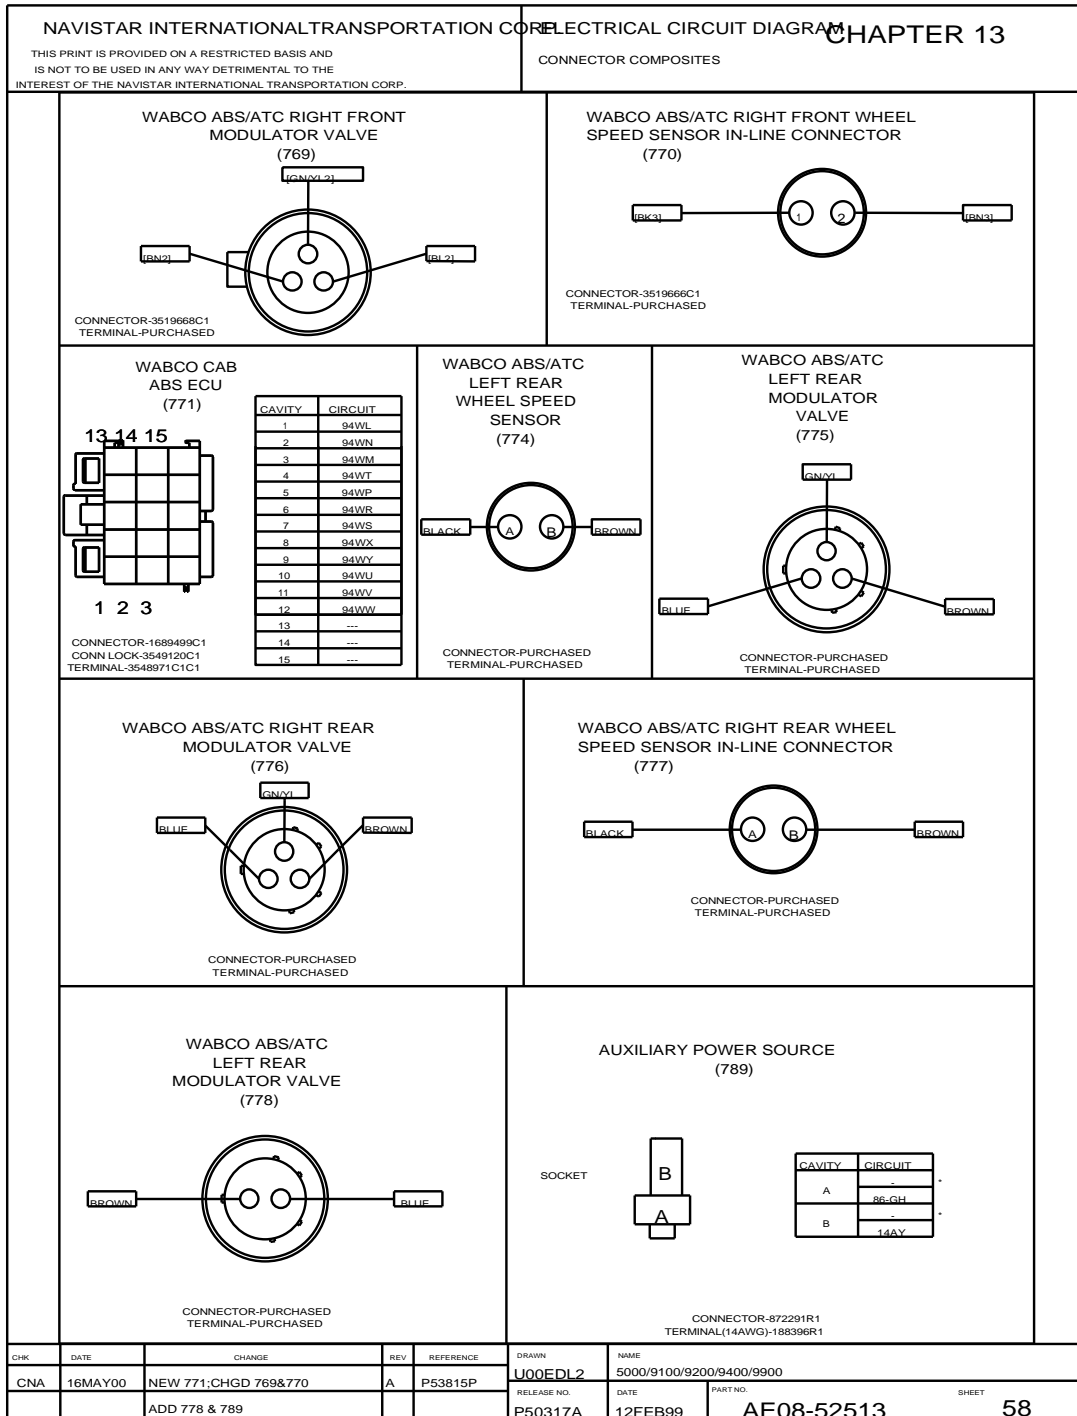 NAVISTAR INTERNATIONALTRANSPORTATION CORP.
THIS PRINT IS PROVIDED ON A RESTRICTED BASIS AND
IS NOT TO BE USED IN ANY WAY DETRIMENTAL TO THE
INTEREST OF THE NAVISTAR INTERNATIONAL TRANSPORTATION CORP.
ELECTRICAL CIRCUIT DIAGRAM
CONNECTOR COMPOSITES
CHAPTER 13
WABCO ABS/ATC RIGHT FRONT
MODULATOR VALVE
(769)
[GN/YL2]
[BN2]
[BL2]
CONNECTOR-3519668C1
TERMINAL-PURCHASED
WABCO ABS/ATC RIGHT FRONT WHEEL
SPEED SENSOR IN-LINE CONNECTOR
(770)
[BK3]
1
2
[BN3]
CONNECTOR-3519666C1
TERMINAL-PURCHASED
WABCO CAB
ABS ECU
(771)
13 14 15
1 2 3
CONNECTOR-1689499C1
CONN LOCK-3549120C1
TERMINAL-3548971C1C1
CAVITY CIRCUIT
1 94WL
2 94WN
3 94WM
4 94WT
5 94WP
6 94WR
7 94WS
8 94WX
9 94WY
10 94WU
11 94WV
12 94WW
13 ---
14 ---
15 ---
WABCO ABS/ATC
LEFT REAR
WHEEL SPEED
SENSOR
(774)
BLACK
A
B
BROWN
CONNECTOR-PURCHASED
TERMINAL-PURCHASED
WABCO ABS/ATC
LEFT REAR
MODULATOR
VALVE
(775)
GN/YL
BLUE
BROWN
CONNECTOR-PURCHASED
TERMINAL-PURCHASED
WABCO ABS/ATC RIGHT REAR
MODULATOR VALVE
(776)
GN/YL
BLUE
BROWN
CONNECTOR-PURCHASED
TERMINAL-PURCHASED
WABCO ABS/ATC RIGHT REAR WHEEL
SPEED SENSOR IN-LINE CONNECTOR
(777)
BLACK
A
B
BROWN
CONNECTOR-PURCHASED
TERMINAL-PURCHASED
WABCO ABS/ATC
LEFT REAR
MODULATOR VALVE
(778)
BROWN
BLUE
CONNECTOR-PURCHASED
TERMINAL-PURCHASED
AUXILIARY POWER SOURCE
(789)
SOCKET
B
A
CAVITY CIRCUIT
A - *
86-GH
B - *
14AY
CONNECTOR-872291R1
TERMINAL(14AWG)-188396R1
CHK DATE CHANGE REV REFERENCE
CNA 16MAY00 NEW 771;CHGD 769&770 A P53815P
ADD 778 & 789
DRAWN
U00EDL2
NAME
5000/9100/9200/9400/9900
RELEASE NO.
P50317A
DATE
12FEB99
PART NO.
AE08-52513
SHEET
58